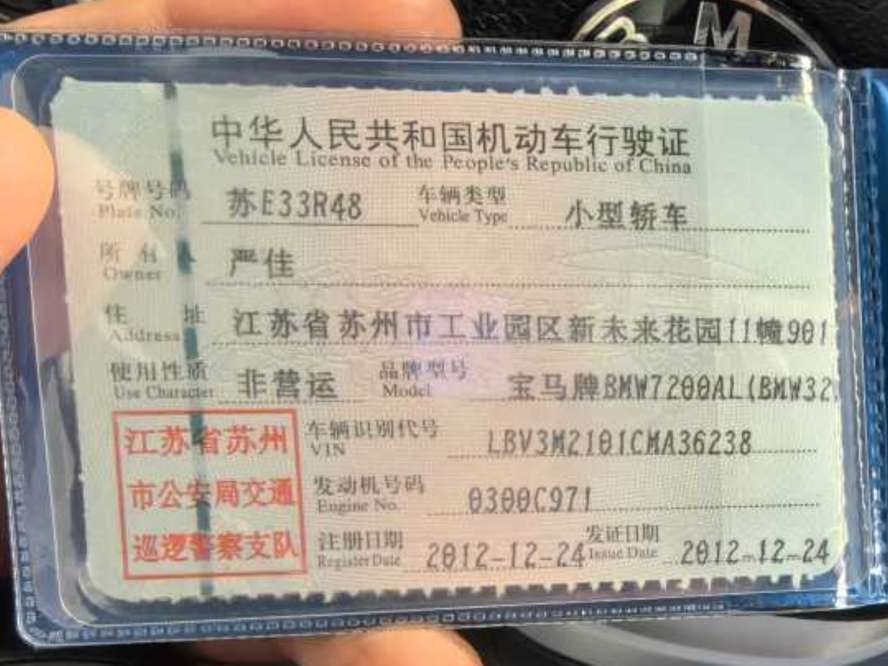 M
中华人民共和国机动车行驶证
Vehicle License of the People's Republic of China
号牌号码 苏E33R48 车辆类型 小型轿车
Plate No. Vehicle Type
所有人 严佳
Owner
住址 江苏省苏州市工业园区新未来花园11幢901
Address
使用性质 非营运 品牌型号 宝马牌BMW7200AL(BMW32
Use Character Model
江苏省苏州 车辆识别代号 LBV3M2101CMA36238
VIN
市公安局交通 发动机号码 0300C971
Engine No.
巡逻警察支队 注册日期 2012-12-24 发证日期 2012-12-24
Register Date Issue Date